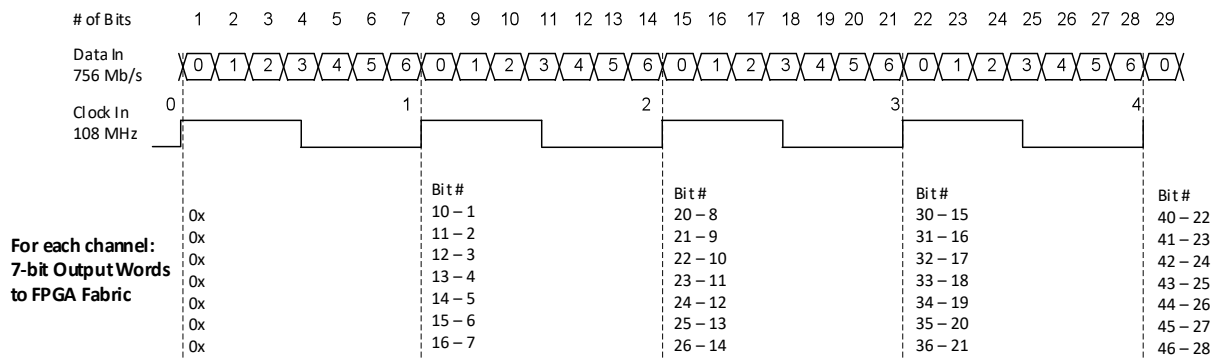 # of Bits 1 2 3 4 5 6 7 8 9 10 11 12 13 14 15 16 17 18 19 20 21 22 23 24 25 26 27 28 29
Data In
756 Mb/s
0 1 2 3 4 5 6 0 1 2 3 4 5 6 0 1 2 3 4 5 6 0 1 2 3 4 5 6 0
Clock In
108 MHz
0 1 2 3 4
For each channel:
7-bit Output Words
to FPGA Fabric
0x
0x
0x
0x
0x
0x
0x
Bit #
10 – 1
11 – 2
12 – 3
13 – 4
14 – 5
15 – 6
16 – 7
Bit #
20 – 8
21 – 9
22 – 10
23 – 11
24 – 12
25 – 13
26 – 14
Bit #
30 – 15
31 – 16
32 – 17
33 – 18
34 – 19
35 – 20
36 – 21
Bit #
40 – 22
41 – 23
42 – 24
43 – 25
44 – 26
45 – 27
46 – 28